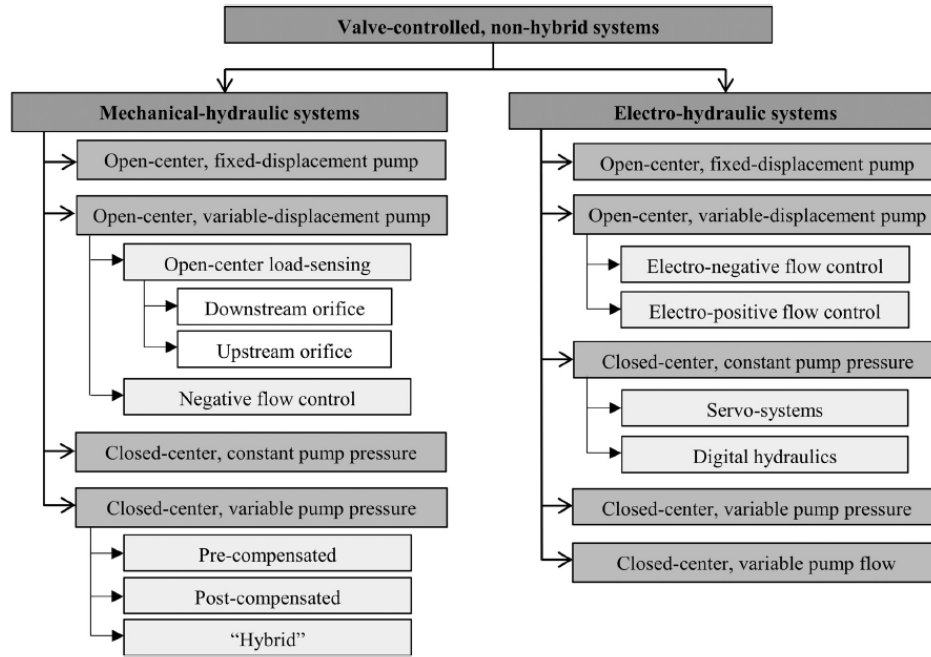 Valve-controlled, non-hybrid systems
Mechanical-hydraulic systems
Open-center, fixed-displacement pump
Open-center, variable-displacement pump
Open-center load-sensing
Downstream orifice
Upstream orifice
Negative flow control
Closed-center, constant pump pressure
Closed-center, variable pump pressure
Pre-compensated
Post-compensated
“Hybrid”
Electro-hydraulic systems
Open-center, fixed-displacement pump
Open-center, variable-displacement pump
Electro-negative flow control
Electro-positive flow control
Closed-center, constant pump pressure
Servo-systems
Digital hydraulics
Closed-center, variable pump pressure
Closed-center, variable pump flow